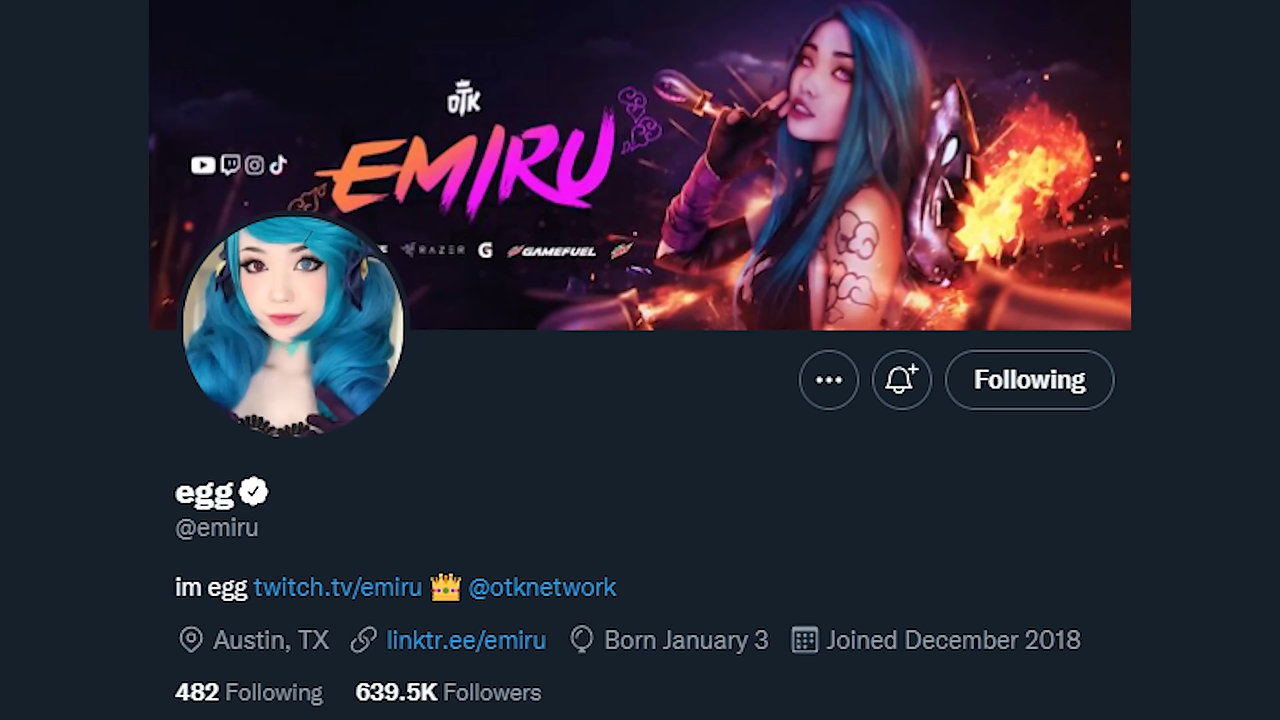 OTK
EMIRU
RAZER G GAMEFUEL
Following
egg
@emiru
im egg twitch.tv/emiru 👑 @otknetwork
Austin, TX linktr.ee/emiru Born January 3 Joined December 2018
482 Following 639.5K Followers